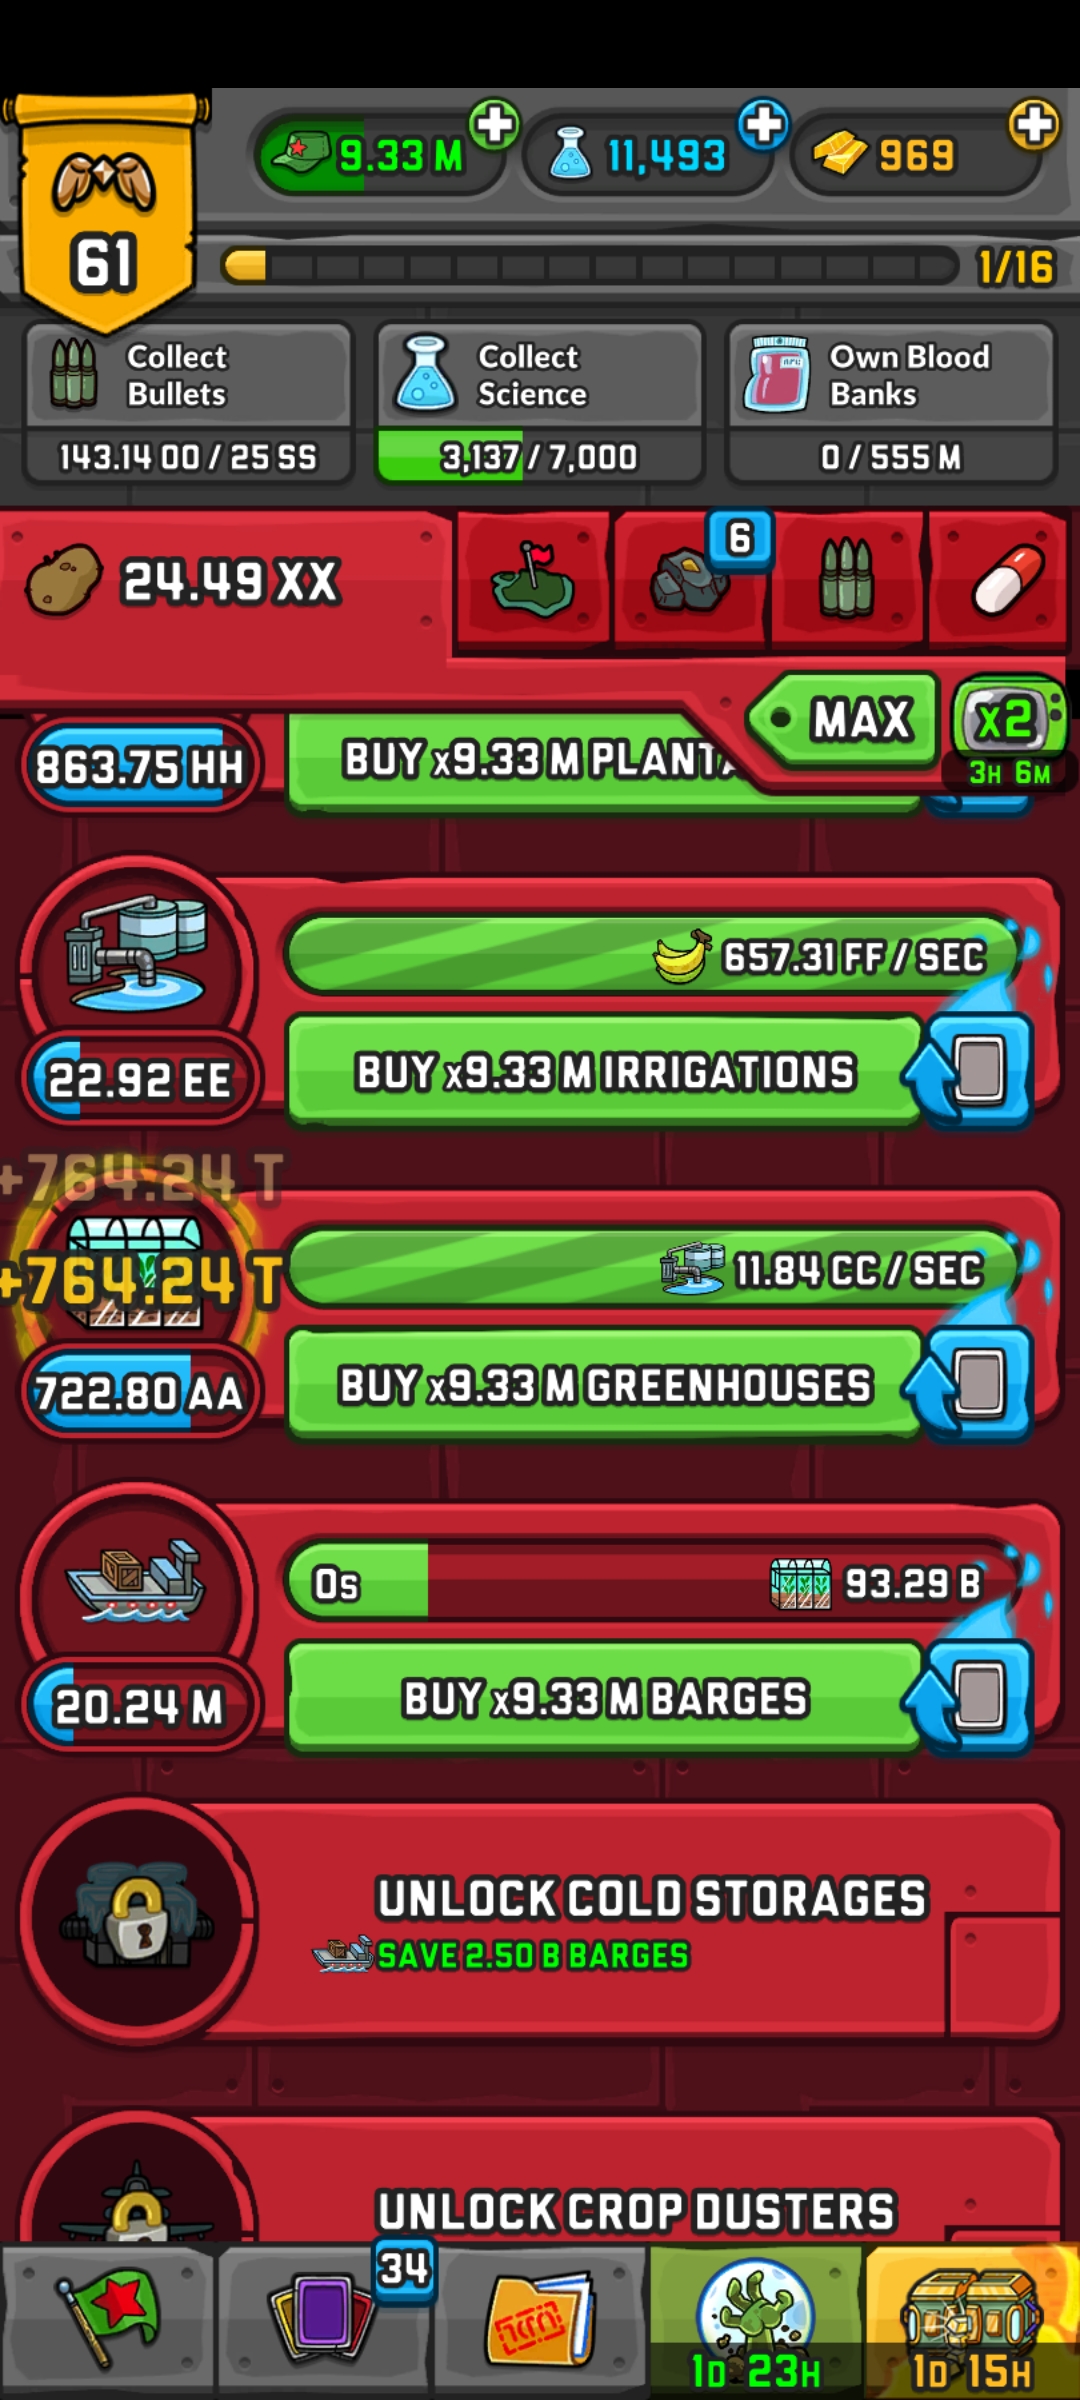 9.33 M
11,493
969
61
1/16
Collect
Bullets
143.14 OO / 25 SS
Collect
Science
3,137 / 7,000
Own Blood
Banks
0 / 555 M
24.49 XX
6
MAX
x2
3H 6M
863.75 HH
BUY x9.33 M PLANTA
657.31 FF / SEC
22.92 EE
BUY x9.33 M IRRIGATIONS
+764.24 T
+764.24 T
11.84 CC / SEC
722.80 AA
BUY x9.33 M GREENHOUSES
0s
93.29 B
20.24 M
BUY x9.33 M BARGES
UNLOCK COLD STORAGES
SAVE 2.50 B BARGES
UNLOCK CROP DUSTERS
34
1D 23H
1D 15H